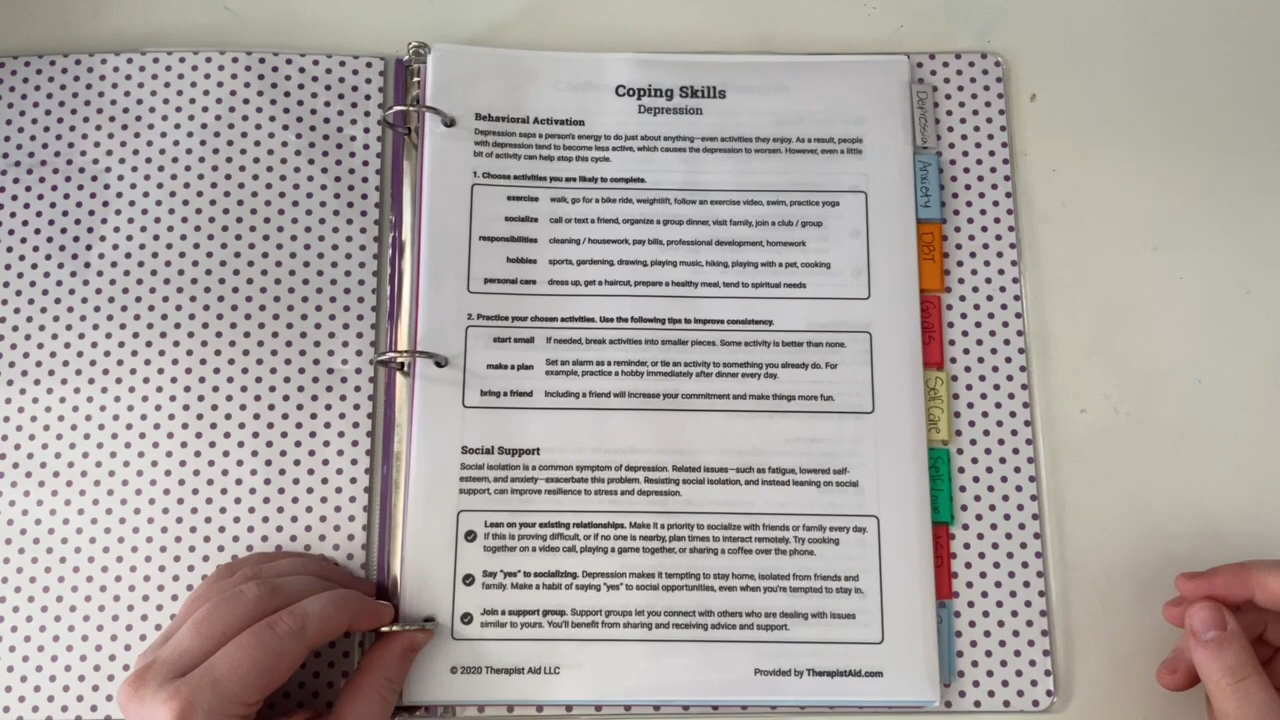 Coping Skills
Depression
Behavioral Activation
Depression saps a person's energy to do just about anything—even activities they enjoy. As a result, people
with depression tend to become less active, which causes the depression to worsen. However, even a little
bit of activity can help stop this cycle.
1. Choose activities you are likely to complete.
exercise walk, go for a bike ride, weightlift, follow an exercise video, swim, practice yoga
socialize call or text a friend, organize a group dinner, visit family, join a club / group
responsibilities cleaning / housework, pay bills, professional development, homework
hobbies sports, gardening, drawing, playing music, hiking, playing with a pet, cooking
personal care dress up, get a haircut, prepare a healthy meal, tend to spiritual needs
2. Practice your chosen activities. Use the following tips to improve consistency.
start small If needed, break activities into smaller pieces. Some activity is better than none.
make a plan Set an alarm as a reminder, or tie an activity to something you already do. For
example, practice a hobby immediately after dinner every day.
bring a friend Including a friend will increase your commitment and make things more fun.
Social Support
Social isolation is a common symptom of depression. Related issues—such as fatigue, lowered self-
esteem, and anxiety—exacerbate this problem. Resisting social isolation, and instead leaning on social
support, can improve resilience to stress and depression.
Lean on your existing relationships. Make it a priority to socialize with friends or family every day.
If this is proving difficult, or if no one is nearby, plan times to interact remotely. Try cooking
together on a video call, playing a game together, or sharing a coffee over the phone.
Say "yes" to socializing. Depression makes it tempting to stay home, isolated from friends and
family. Make a habit of saying "yes" to social opportunities, even when you're tempted to stay in.
Join a support group. Support groups let you connect with others who are dealing with issues
similar to yours. You'll benefit from sharing and receiving advice and support.
© 2020 Therapist Aid LLC Provided by TherapistAid.com
Depression
Anxiety
DBT
Goals
Self Care
Self Love